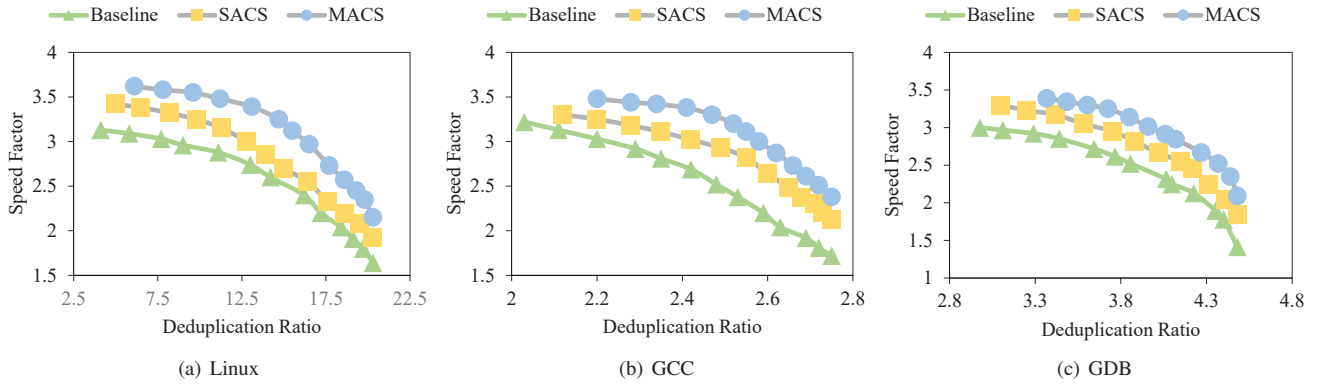 Baseline SACS MACS
4
3.5
3
2.5
2
1.5
2.5 7.5 12.5 17.5 22.5
Speed Factor
Deduplication Ratio
(a) Linux
Baseline SACS MACS
4
3.5
3
2.5
2
1.5
2 2.2 2.4 2.6 2.8
Speed Factor
Deduplication Ratio
(b) GCC
Baseline SACS MACS
4
3.5
3
2.5
2
1.5
1
2.8 3.3 3.8 4.3 4.8
Speed Factor
Deduplication Ratio
(c) GDB